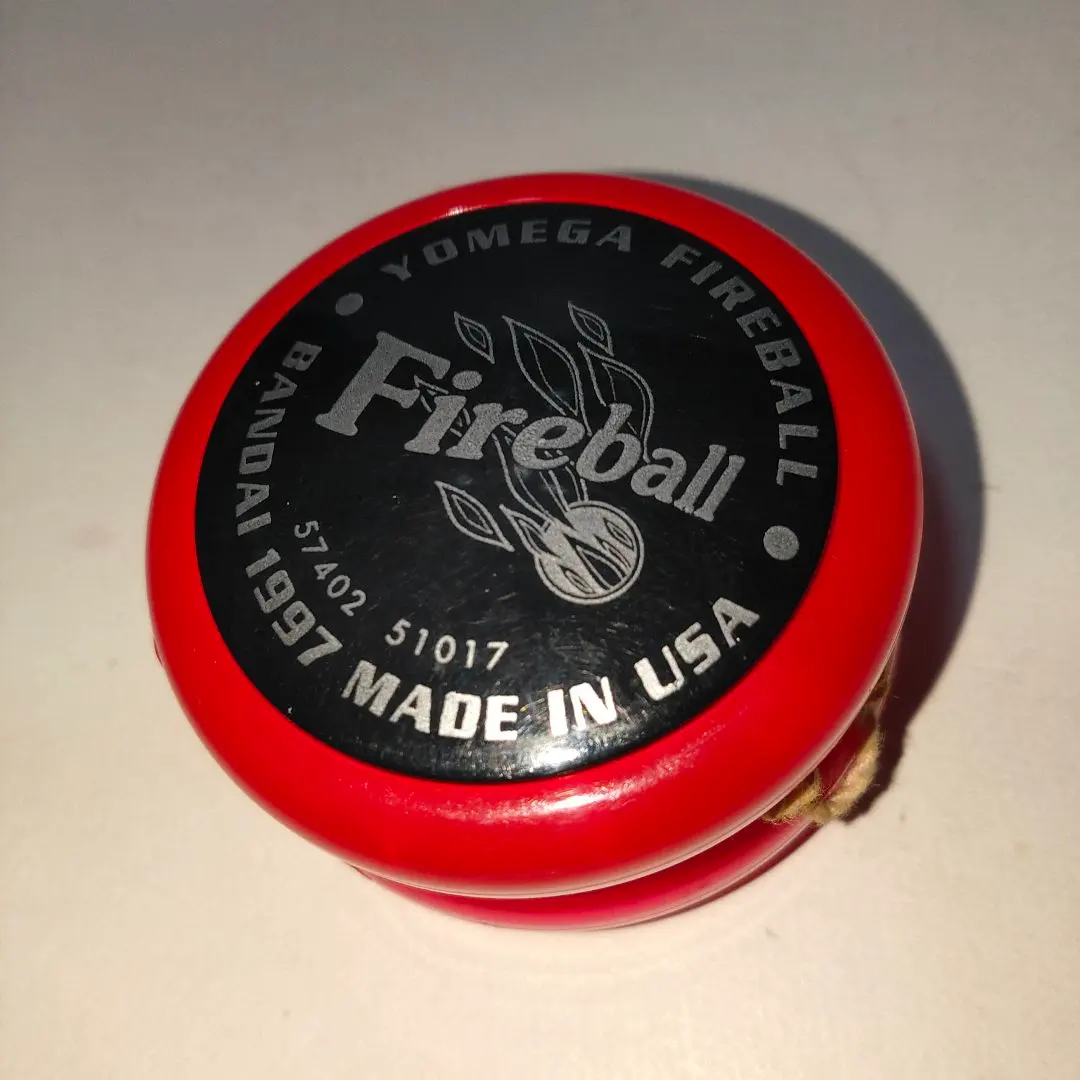 YOMEGA FIREBALL
Fireball
57402 51017
BANDAI 1997 MADE IN USA